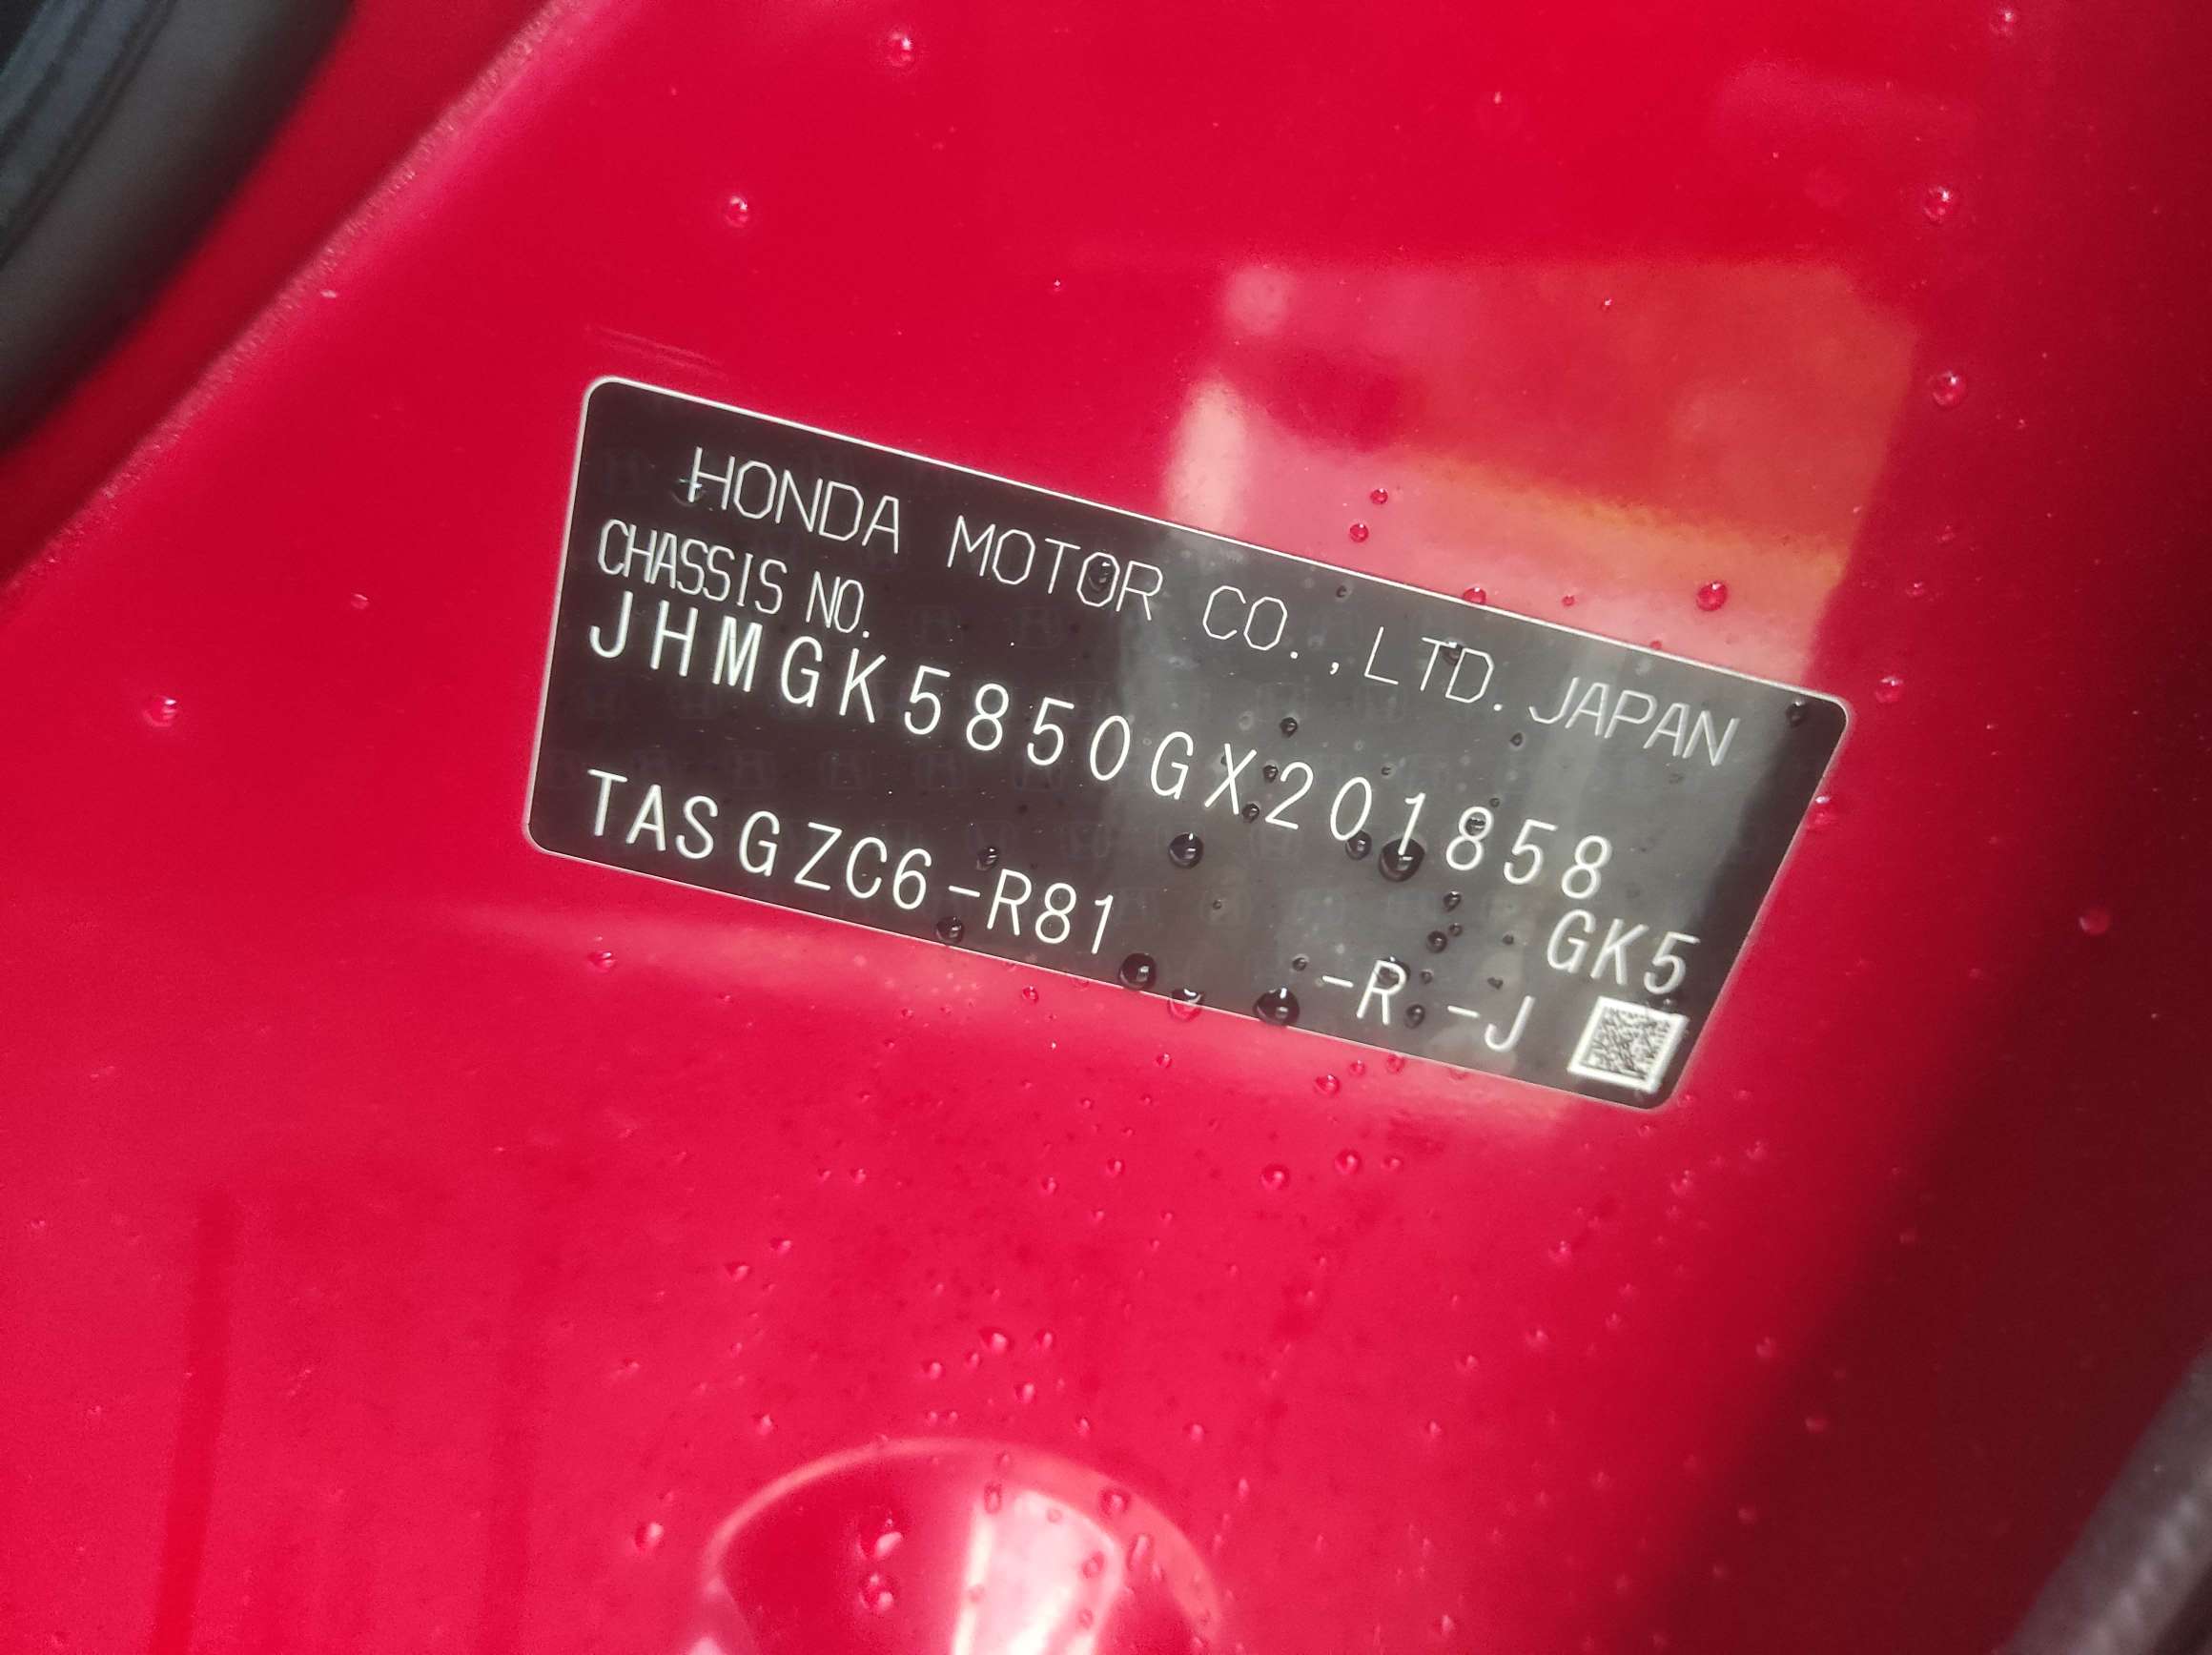 HONDA MOTOR CO.,LTD. JAPAN
CHASSIS NO.
JHMGK5850GX201858
GK5
TASGZC6-R81 -R -J